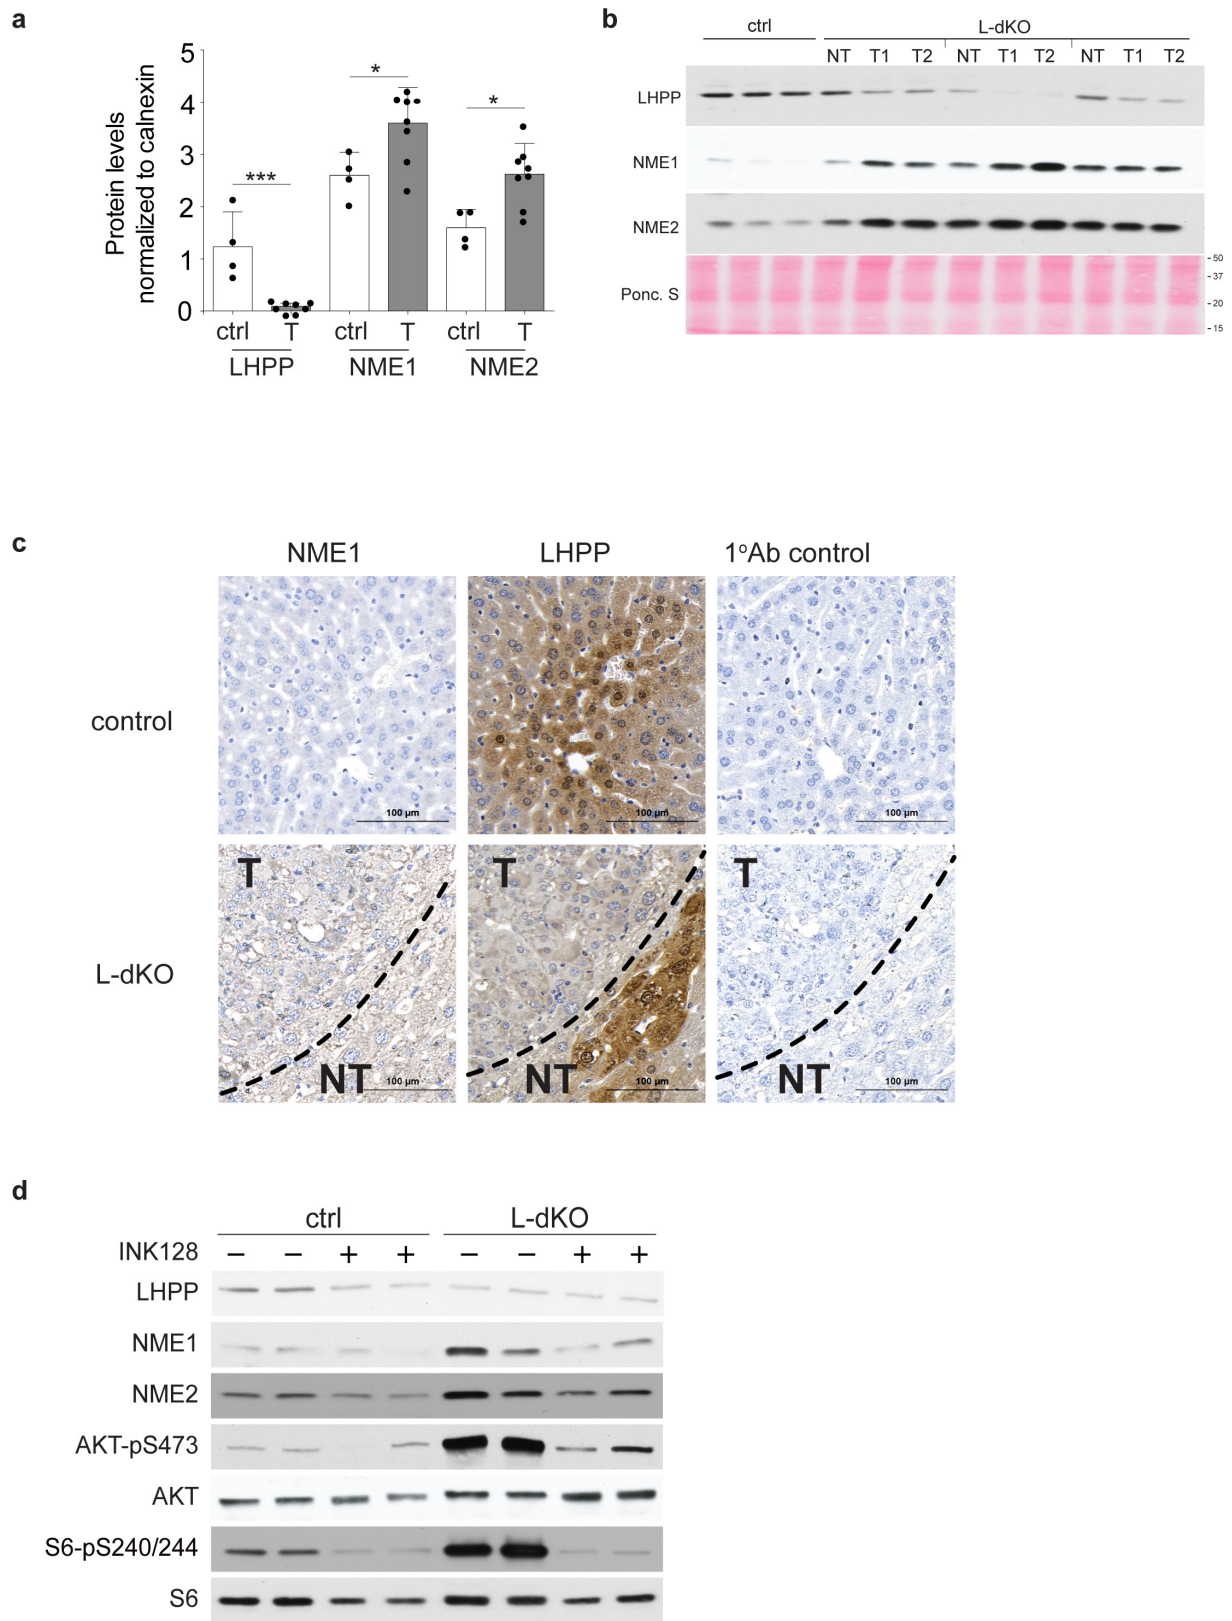 a
Protein levels
normalized to calnexin
5
4
3
2
1
0
***
*
*
ctrl T ctrl T ctrl T
LHPP NME1 NME2
b
ctrl L-dKO
NT T1 T2 NT T1 T2 NT T1 T2
LHPP
NME1
NME2
Ponc. S
- 50
- 37
- 20
- 15
c
NME1 LHPP 1°Ab control
control
100 µm 100 µm 100 µm
L-dKO
T T
NT NT NT
100 µm 100 µm 100 µm
d
ctrl L-dKO
INK128 – – + + – – + +
LHPP
NME1
NME2
AKT-pS473
AKT
S6-pS240/244
S6